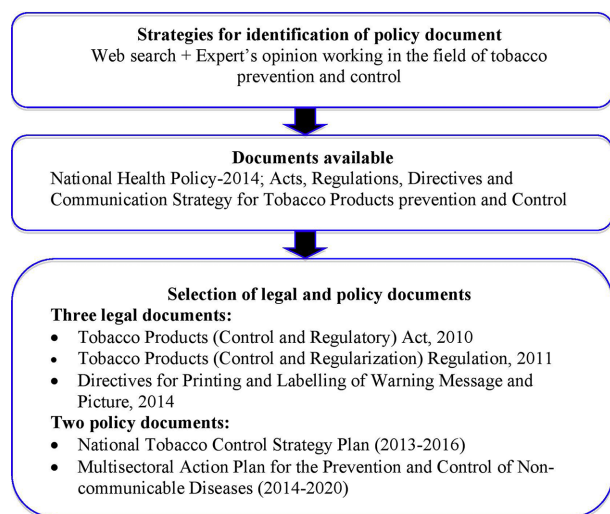 Strategies for identification of policy document
Web search + Expert's opinion working in the field of tobacco
prevention and control
Documents available
National Health Policy-2014; Acts, Regulations, Directives and
Communication Strategy for Tobacco Products prevention and Control
Selection of legal and policy documents
Three legal documents:
• Tobacco Products (Control and Regulatory) Act, 2010
• Tobacco Products (Control and Regularization) Regulation, 2011
• Directives for Printing and Labelling of Warning Message and
Picture, 2014
Two policy documents:
• National Tobacco Control Strategy Plan (2013-2016)
• Multisectoral Action Plan for the Prevention and Control of Non-
communicable Diseases (2014-2020)